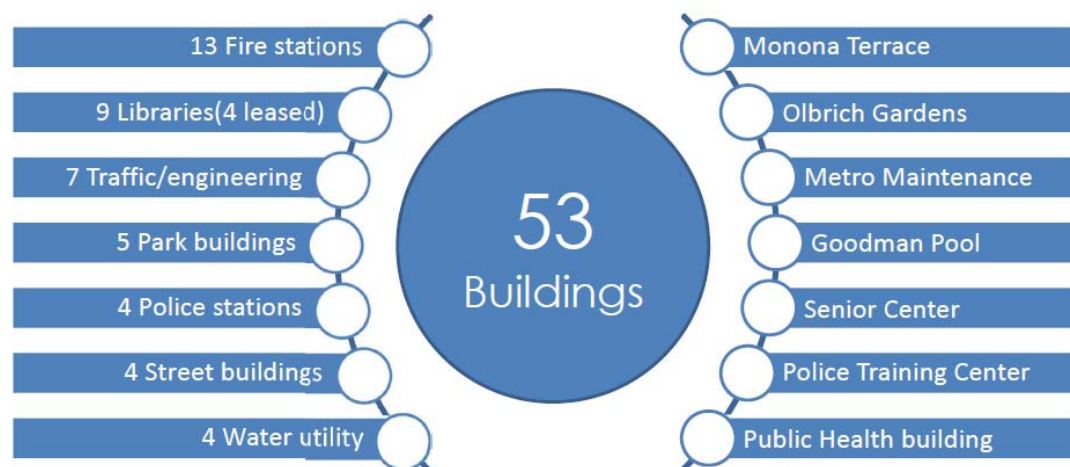 13 Fire stations
9 Libraries(4 leased)
7 Traffic/engineering
5 Park buildings
4 Police stations
4 Street buildings
4 Water utility
53
Buildings
Monona Terrace
Olbrich Gardens
Metro Maintenance
Goodman Pool
Senior Center
Police Training Center
Public Health building